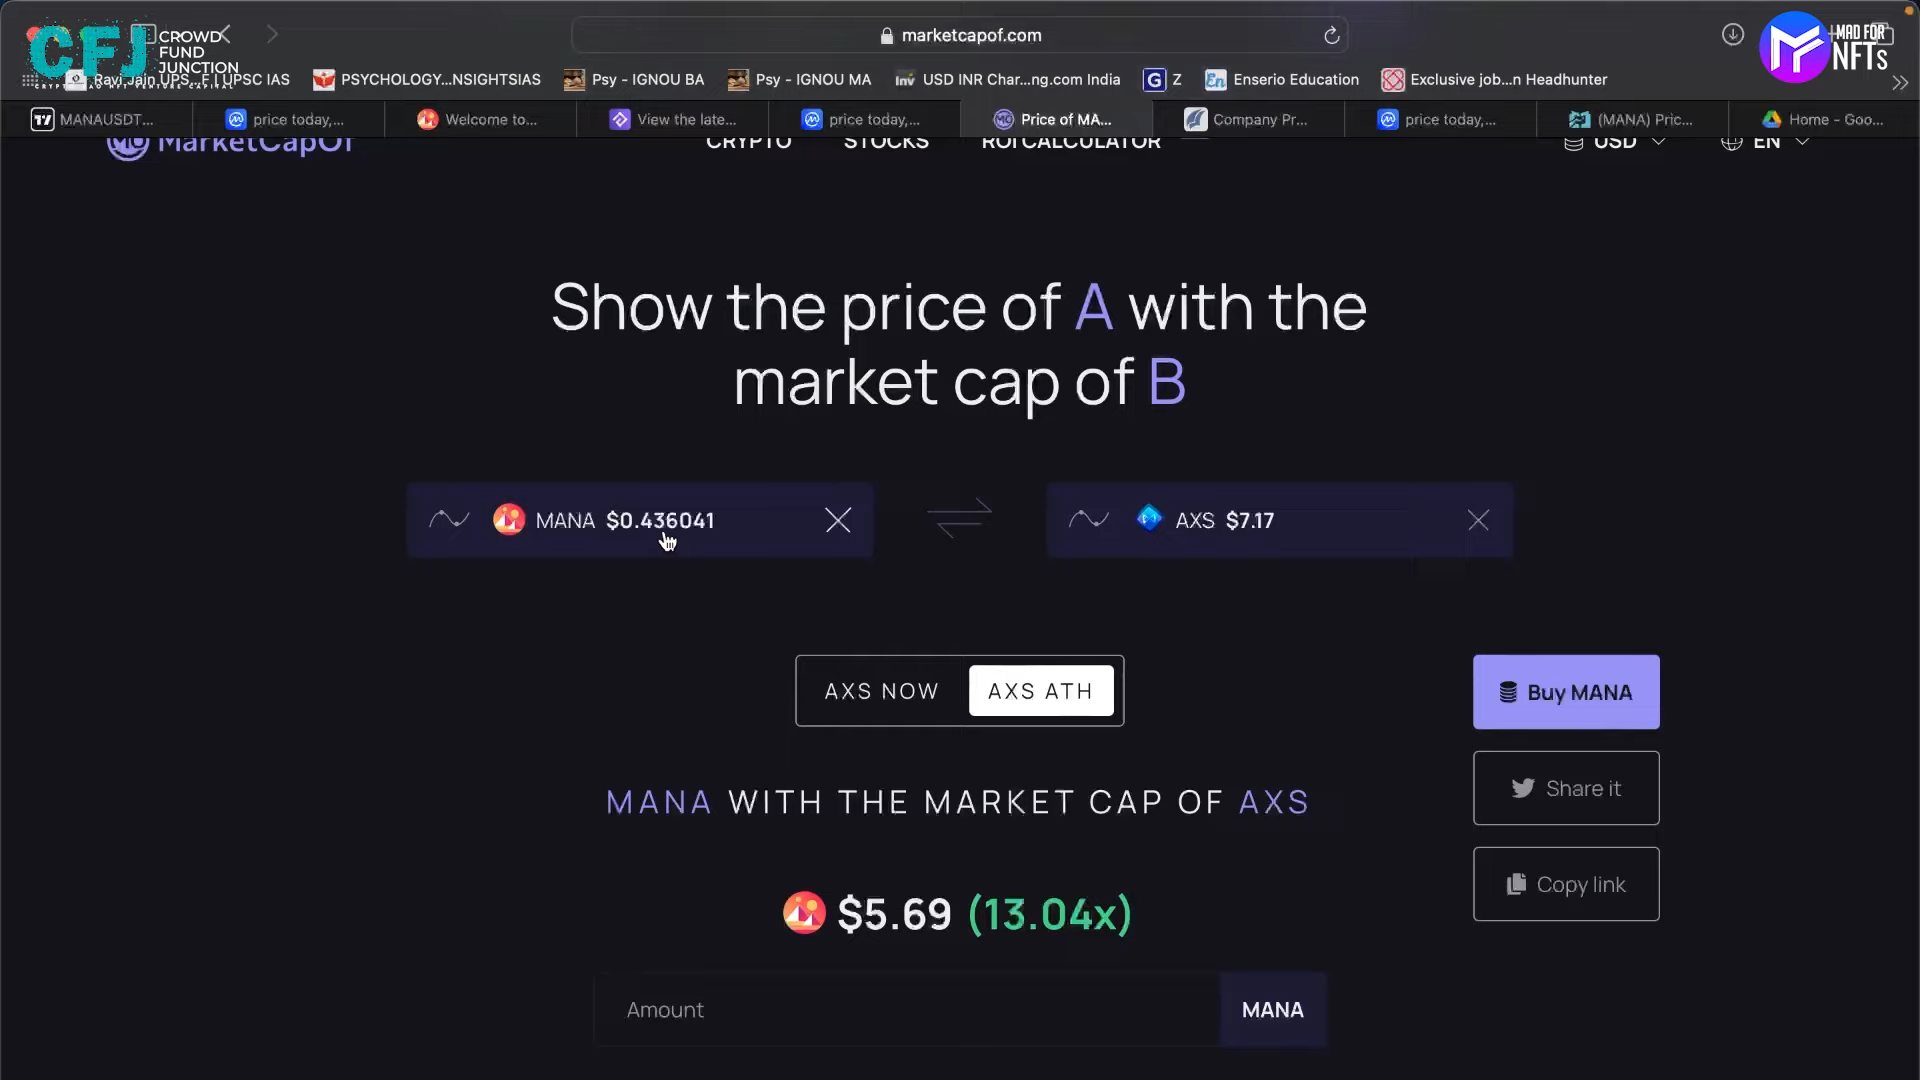 CFJ CROWD
FUND
JUNCTION
marketcapof.com
MAD FOR
NFTs
Ravi Jain UPS...E | UPSC IAS
PSYCHOLOGY...NSIGHTSIAS
Psy - IGNOU BA
Psy - IGNOU MA
Inv USD INR Char...ng.com India
G Z
En Enserio Education
Exclusive job...n Headhunter
MANAUSDT...
price today,...
Welcome to...
View the late...
price today,...
Price of MA...
Company Pr...
price today,...
(MANA) Pric...
Home - Goo...
MarketCapOf
CRYPTO
STOCKS
ROI CALCULATOR
USD
EN
Show the price of A with the
market cap of B
MANA $0.436041
AXS $7.17
AXS NOW
AXS ATH
Buy MANA
Share it
MANA WITH THE MARKET CAP OF AXS
Copy link
$5.69 (13.04x)
Amount
MANA